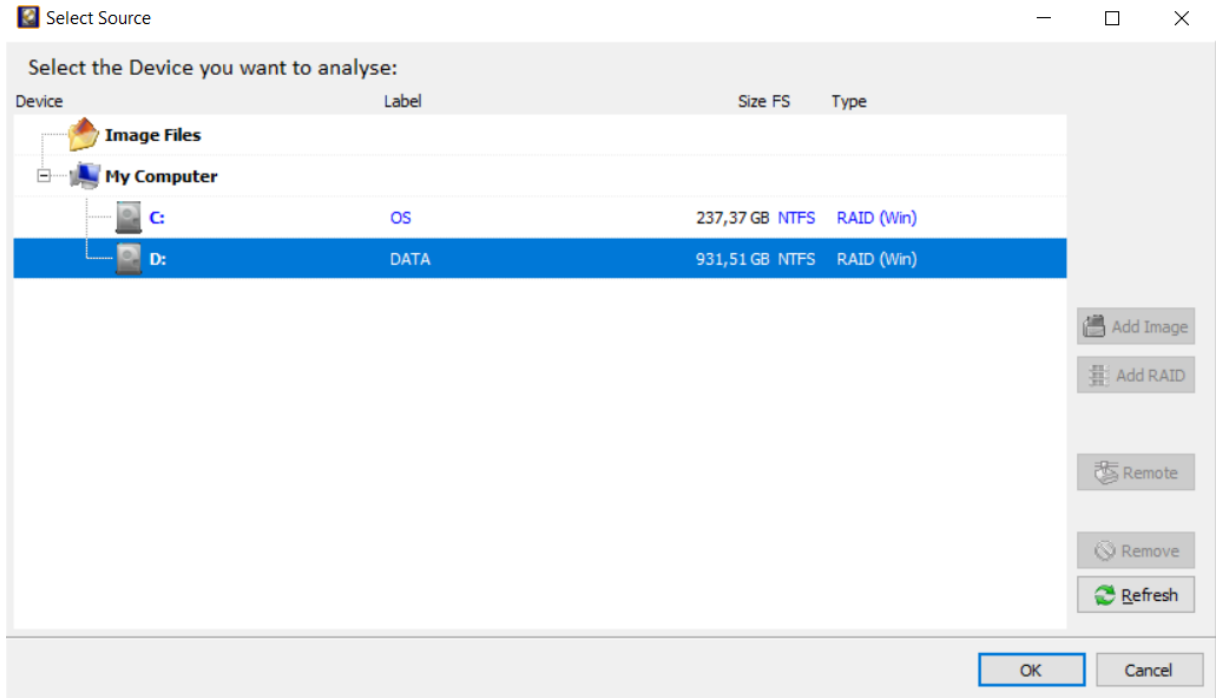 Select Source
Select the Device you want to analyse:
Device Label Size FS Type
Image Files
My Computer
C: OS 237,37 GB NTFS RAID (Win)
D: DATA 931,51 GB NTFS RAID (Win)
Add Image
Add RAID
Remote
Remove
Refresh
OK Cancel